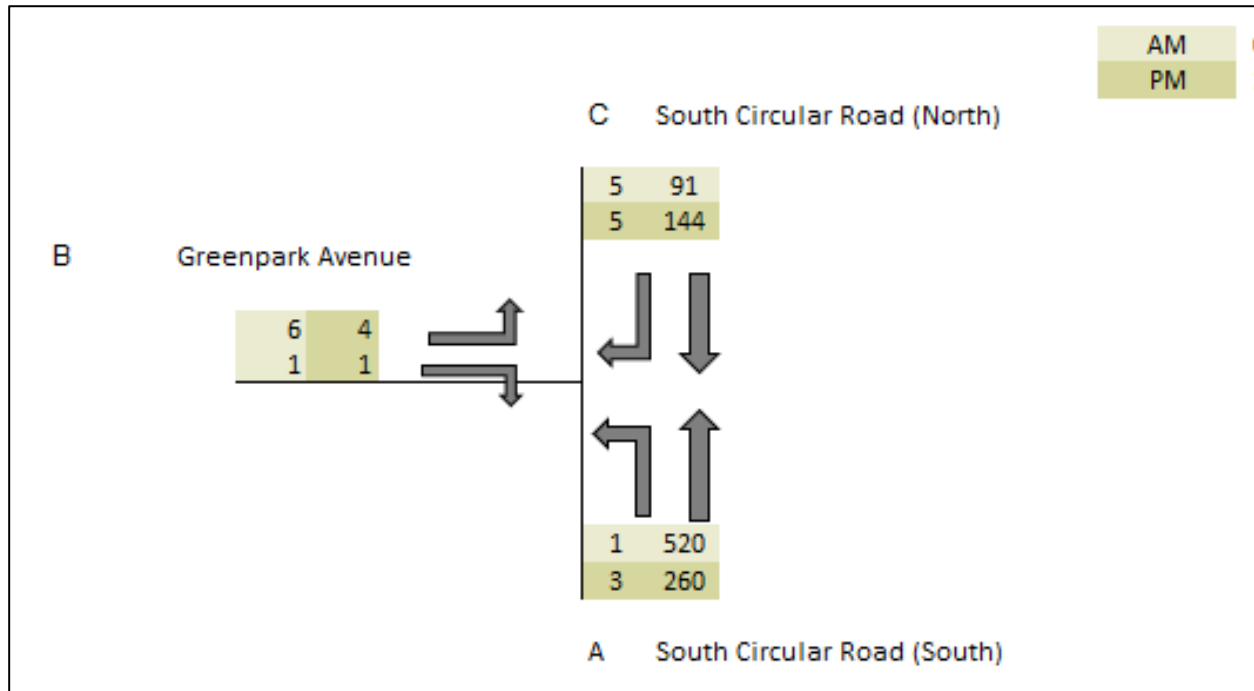 AM
PM
C South Circular Road (North)
5 91
5 144
B Greenpark Avenue
6 4
1 1
1 520
3 260
A South Circular Road (South)